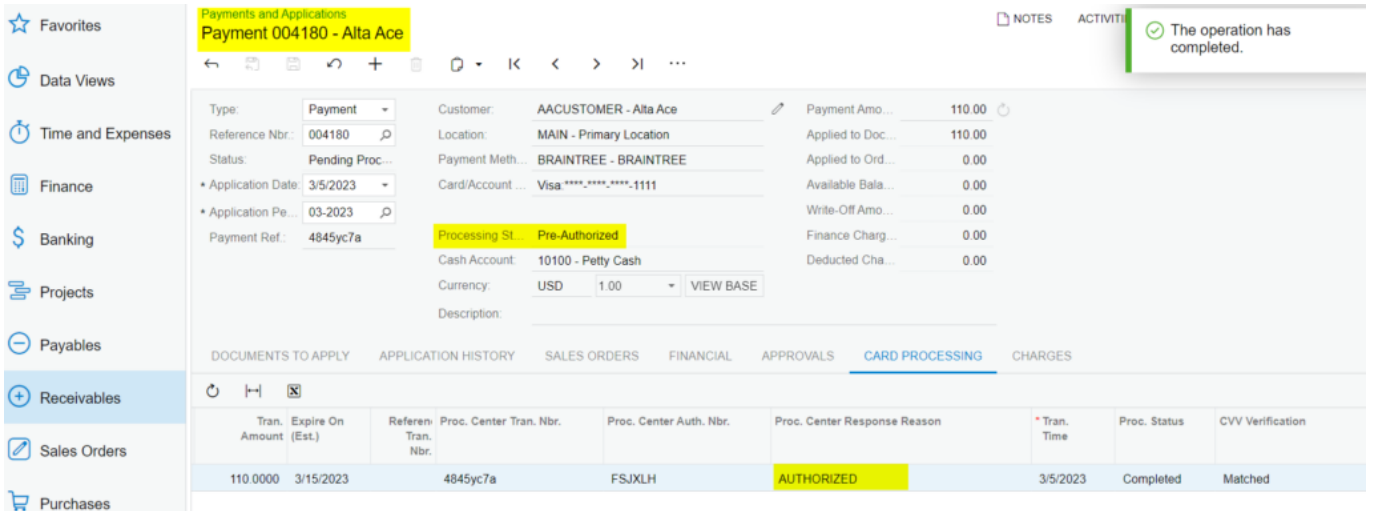 Favorites
Data Views
Time and Expenses
Finance
Banking
Projects
Payables
Receivables
Sales Orders
Purchases
Payments and Applications
Payment 004180 - Alta Ace
NOTES ACTIVITI
The operation has
completed.
Type: Payment
Reference Nbr.: 004180
Status: Pending Proc...
* Application Date: 3/5/2023
* Application Pe... 03-2023
Payment Ref.: 4845yc7a
Customer: AACUSTOMER - Alta Ace
Location: MAIN - Primary Location
Payment Meth... BRAINTREE - BRAINTREE
Card/Account ... Visa:****-****-****-1111
Processing St... Pre-Authorized
Cash Account: 10100 - Petty Cash
Currency: USD 1.00 VIEW BASE
Description:
Payment Amo... 110.00
Applied to Doc... 110.00
Applied to Ord... 0.00
Available Bala... 0.00
Write-Off Amo... 0.00
Finance Charg... 0.00
Deducted Cha... 0.00
DOCUMENTS TO APPLY APPLICATION HISTORY SALES ORDERS FINANCIAL APPROVALS CARD PROCESSING CHARGES
Tran. Expire On Referen Proc. Center Tran. Nbr. Proc. Center Auth. Nbr. Proc. Center Response Reason * Tran. Proc. Status CVV Verification
Amount (Est.) Tran. Time
Nbr.
110.0000 3/15/2023 4845yc7a FSJXLH AUTHORIZED 3/5/2023 Completed Matched